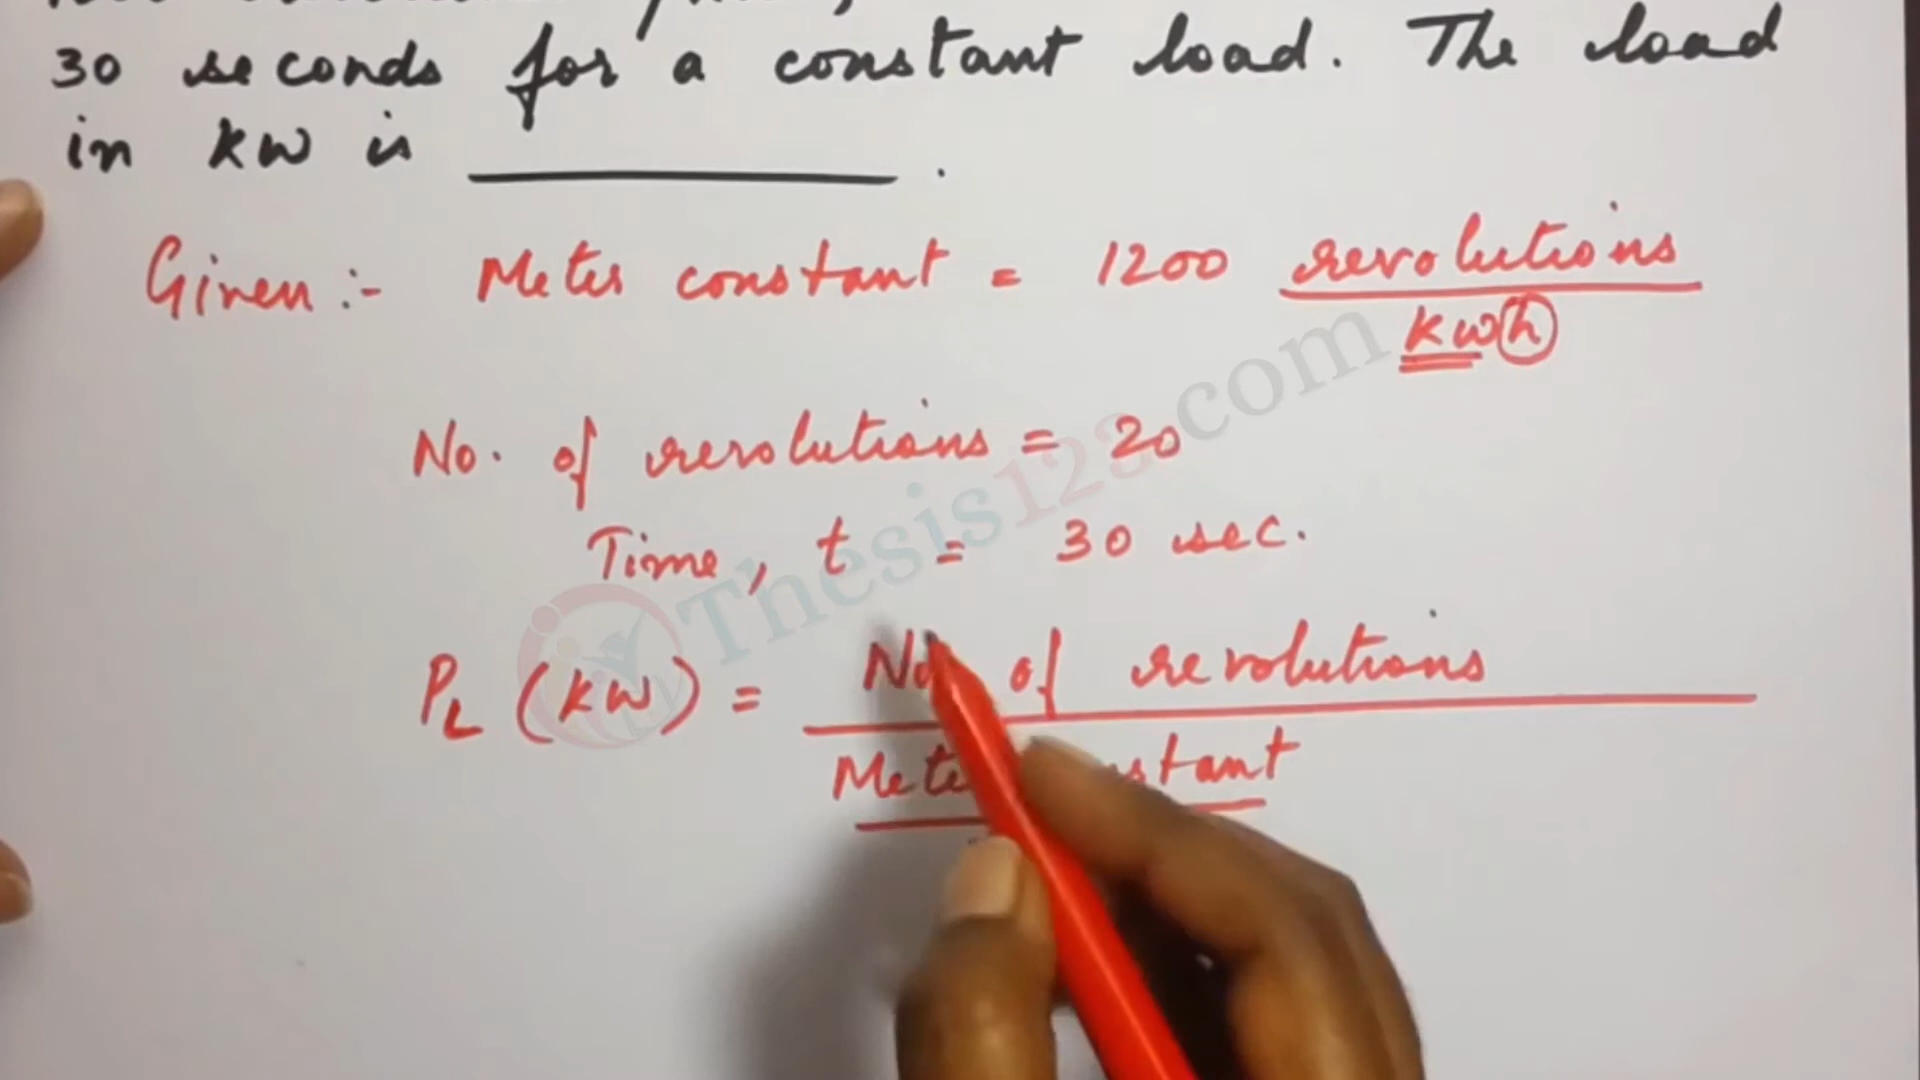 30 seconds for a constant load. The load
in kW is ________ .
Given :- Meter constant = 1200 revolutions
kwh
No. of revolutions = 20
Time, t = 30 sec.
PL (kW) = No. of revolutions
Meter constant
Thesis123.com